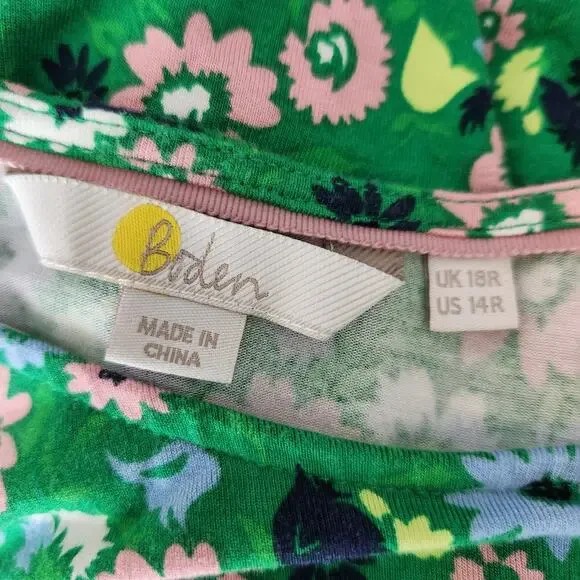 Boden
MADE IN
CHINA
UK 18R
US 14R